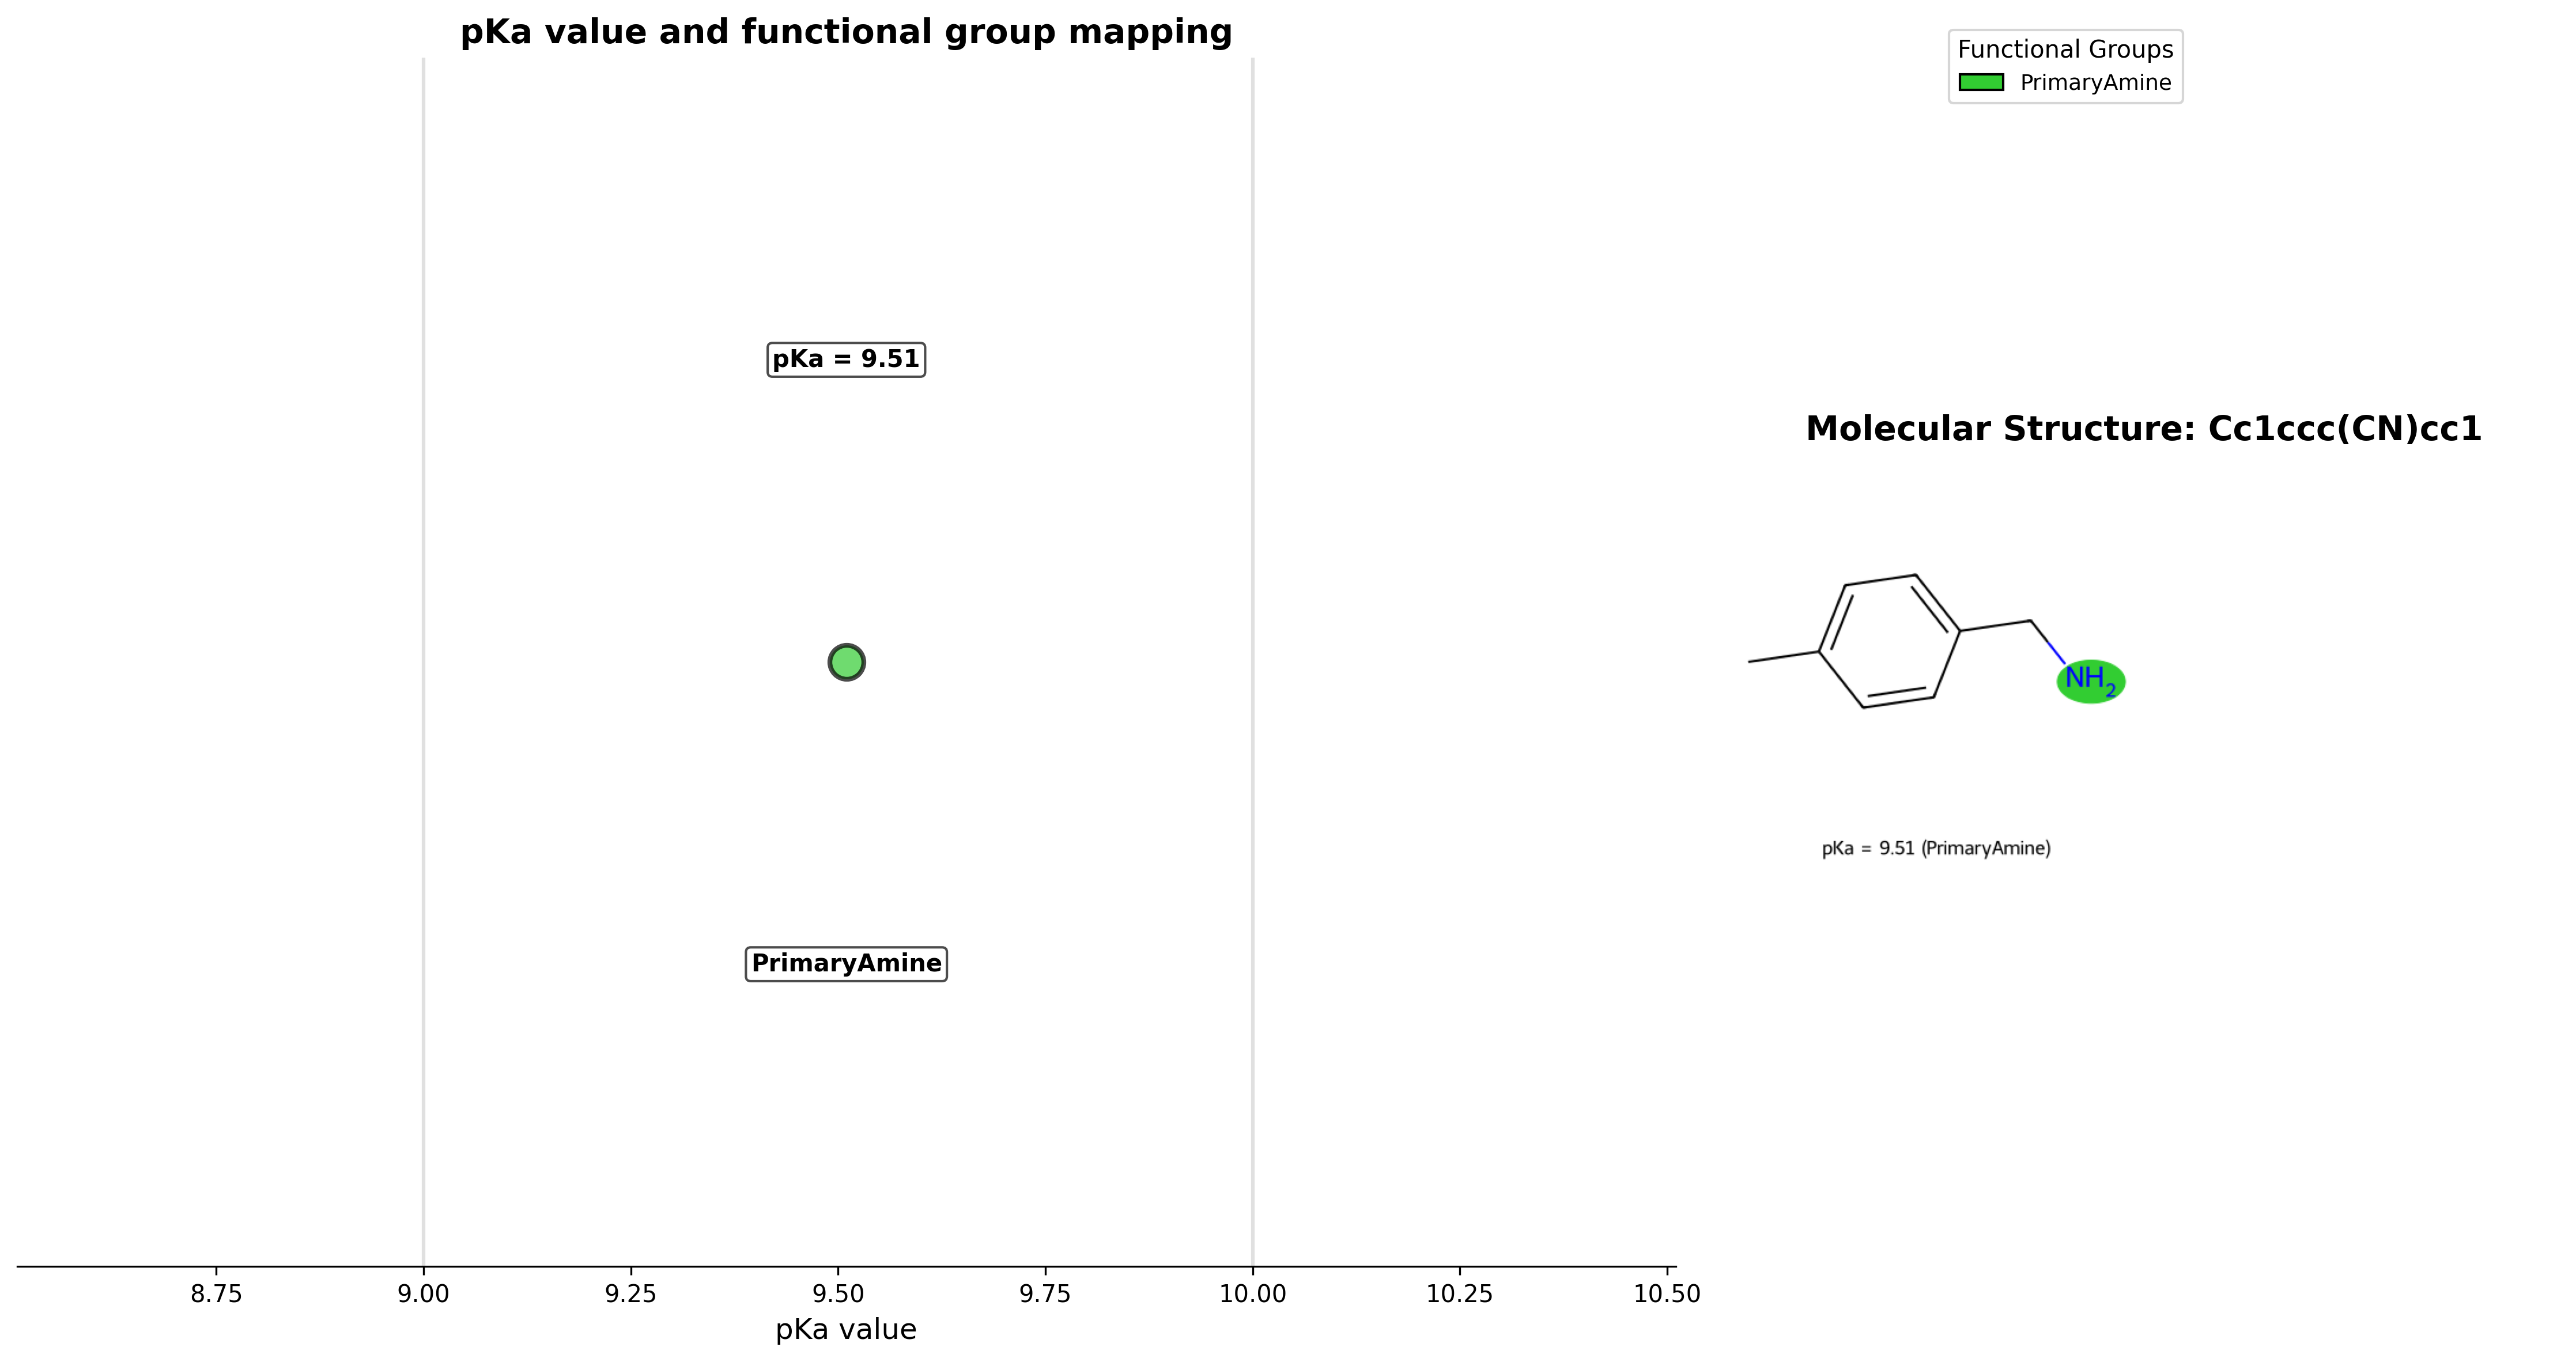 pKa value and functional group mapping
pKa = 9.51
PrimaryAmine
8.75 9.00 9.25 9.50 9.75 10.00 10.25 10.50
pKa value
Functional Groups
PrimaryAmine
Molecular Structure: Cc1ccc(CN)cc1
NH2
pKa = 9.51 (PrimaryAmine)